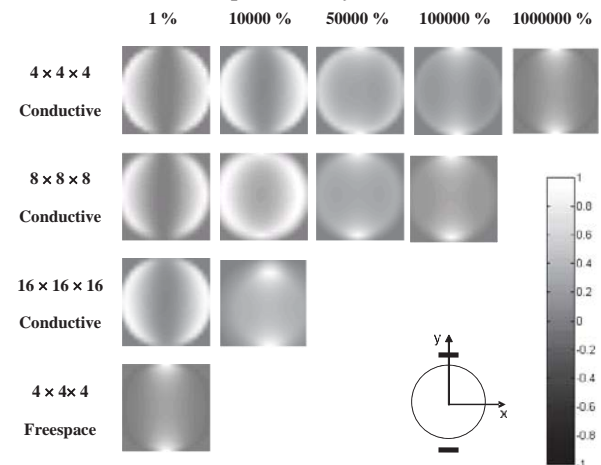 1 % 10000 % 50000 % 100000 % 1000000 %
4 × 4 × 4
Conductive
8 × 8 × 8
Conductive
16 × 16 × 16
Conductive
4 × 4× 4
Freespace
y
x
1
0.8
0.6
0.4
0.2
0
-0.2
-0.4
-0.6
-0.8
-1